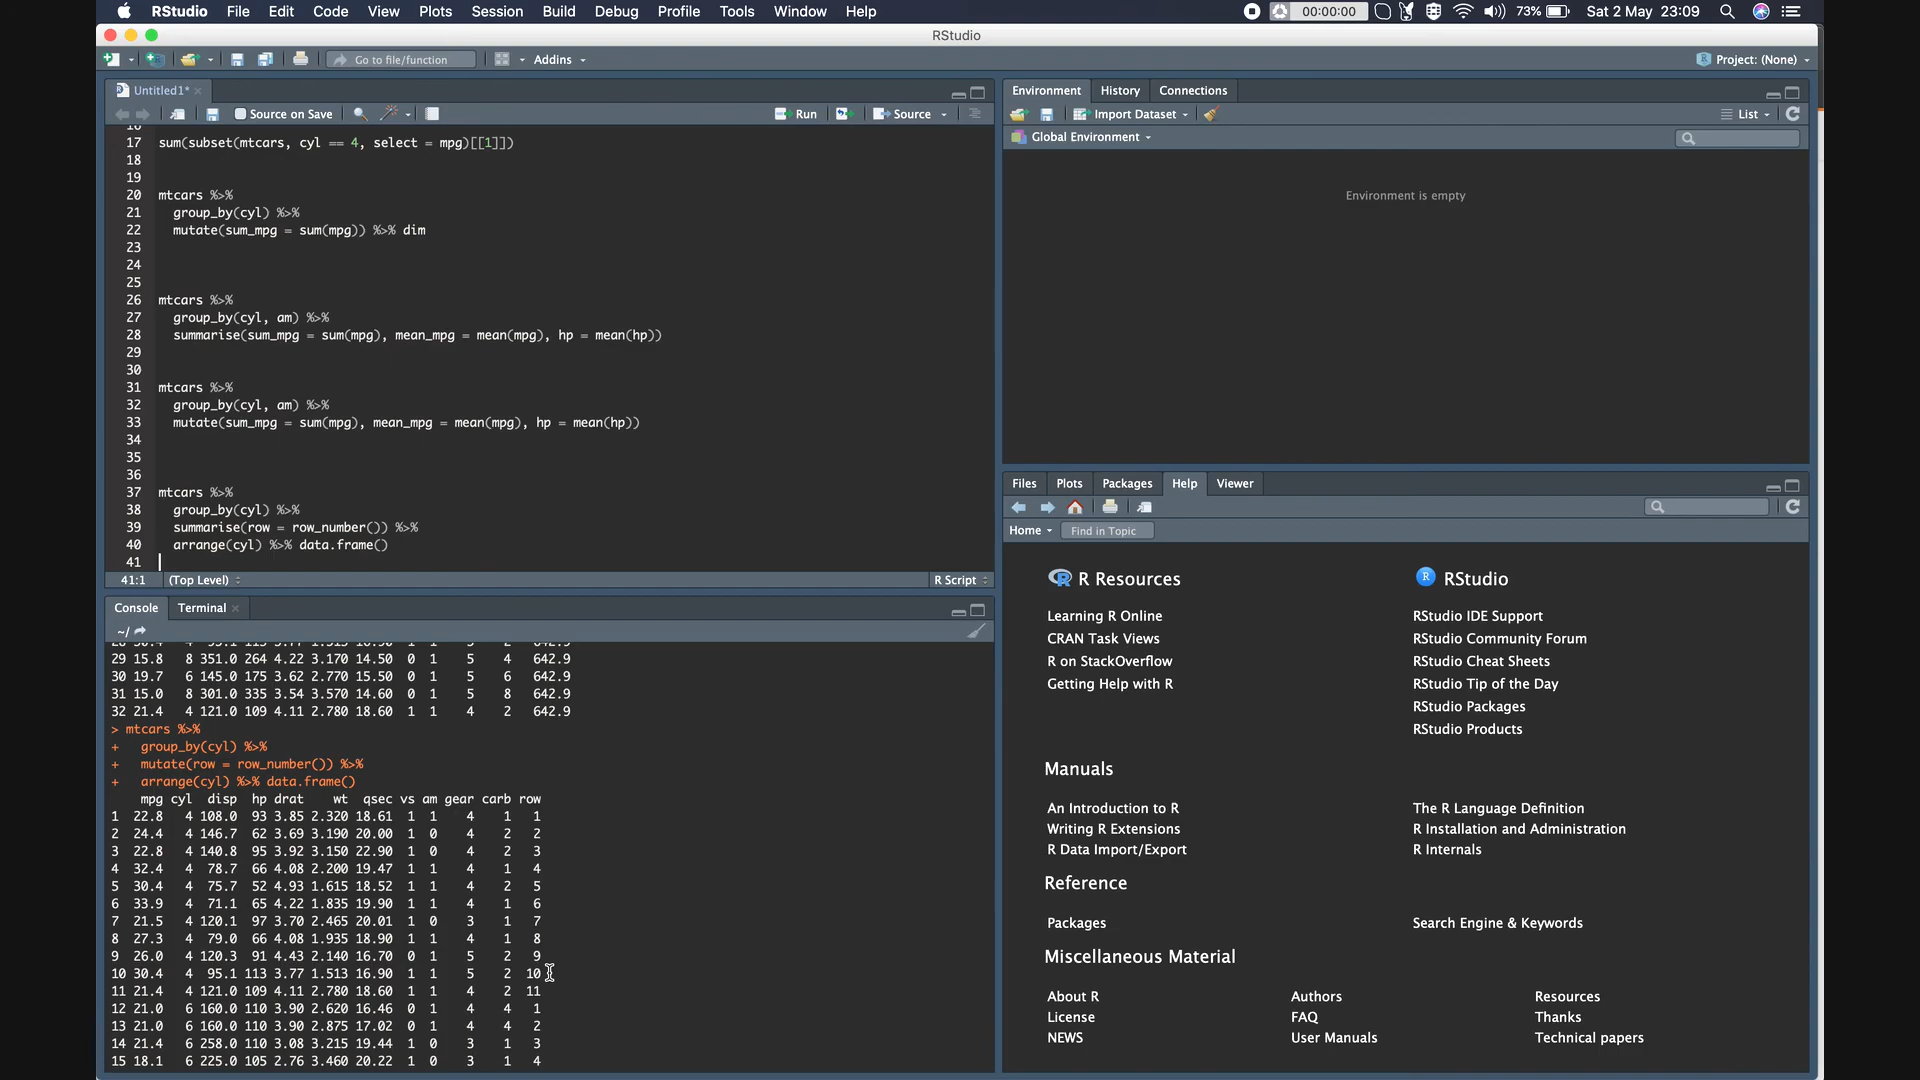 RStudio File Edit Code View Plots Session Build Debug Profile Tools Window Help 00:00:00 73% Sat 2 May 23:09
RStudio
Go to file/function Addins Project: (None)
Untitled1*
Source on Save Run Source
16
17 sum(subset(mtcars, cyl == 4, select = mpg)[[1]])
18
19
20 mtcars %>%
21 group_by(cyl) %>%
22 mutate(sum_mpg = sum(mpg)) %>% dim
23
24
25
26 mtcars %>%
27 group_by(cyl, am) %>%
28 summarise(sum_mpg = sum(mpg), mean_mpg = mean(mpg), hp = mean(hp))
29
30
31 mtcars %>%
32 group_by(cyl, am) %>%
33 mutate(sum_mpg = sum(mpg), mean_mpg = mean(mpg), hp = mean(hp))
34
35
36
37 mtcars %>%
38 group_by(cyl) %>%
39 summarise(row = row_number()) %>%
40 arrange(cyl) %>% data.frame()
41
41:1 (Top Level) R Script
Console Terminal
~/
29 15.8 8 351.0 264 4.22 3.170 14.50 0 1 5 4 642.9
30 19.7 6 145.0 175 3.62 2.770 15.50 0 1 5 6 642.9
31 15.0 8 301.0 335 3.54 3.570 14.60 0 1 5 8 642.9
32 21.4 4 121.0 109 4.11 2.780 18.60 1 1 4 2 642.9
> mtcars %>%
+ group_by(cyl) %>%
+ mutate(row = row_number()) %>%
+ arrange(cyl) %>% data.frame()
mpg cyl disp hp drat wt qsec vs am gear carb row
1 22.8 4 108.0 93 3.85 2.320 18.61 1 1 4 1 1
2 24.4 4 146.7 62 3.69 3.190 20.00 1 0 4 2 2
3 22.8 4 140.8 95 3.92 3.150 22.90 1 0 4 2 3
4 32.4 4 78.7 66 4.08 2.200 19.47 1 1 4 1 4
5 30.4 4 75.7 52 4.93 1.615 18.52 1 1 4 2 5
6 33.9 4 71.1 65 4.22 1.835 19.90 1 1 4 1 6
7 21.5 4 120.1 97 3.70 2.465 20.01 1 0 3 1 7
8 27.3 4 79.0 66 4.08 1.935 18.90 1 1 4 1 8
9 26.0 4 120.3 91 4.43 2.140 16.70 0 1 5 2 9
10 30.4 4 95.1 113 3.77 1.513 16.90 1 1 5 2 10
11 21.4 4 121.0 109 4.11 2.780 18.60 1 1 4 2 11
12 21.0 6 160.0 110 3.90 2.620 16.46 0 1 4 4 1
13 21.0 6 160.0 110 3.90 2.875 17.02 0 1 4 4 2
14 21.4 6 258.0 110 3.08 3.215 19.44 1 0 3 1 3
15 18.1 6 225.0 105 2.76 3.460 20.22 1 0 3 1 4
Environment History Connections
Import Dataset List
Global Environment
Environment is empty
Files Plots Packages Help Viewer
Home Find in Topic
R Resources
Learning R Online
CRAN Task Views
R on StackOverflow
Getting Help with R
RStudio
RStudio IDE Support
RStudio Community Forum
RStudio Cheat Sheets
RStudio Tip of the Day
RStudio Packages
RStudio Products
Manuals
An Introduction to R The R Language Definition
Writing R Extensions R Installation and Administration
R Data Import/Export R Internals
Reference
Packages Search Engine & Keywords
Miscellaneous Material
About R Authors Resources
License FAQ Thanks
NEWS User Manuals Technical papers